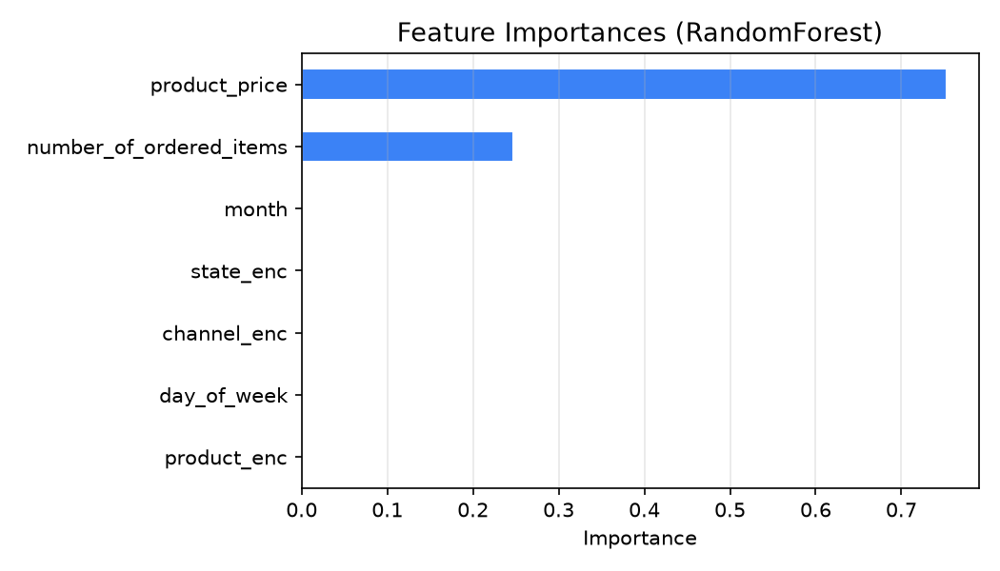 Feature Importances (RandomForest)
product_price
number_of_ordered_items
month
state_enc
channel_enc
day_of_week
product_enc
0.0 0.1 0.2 0.3 0.4 0.5 0.6 0.7
Importance